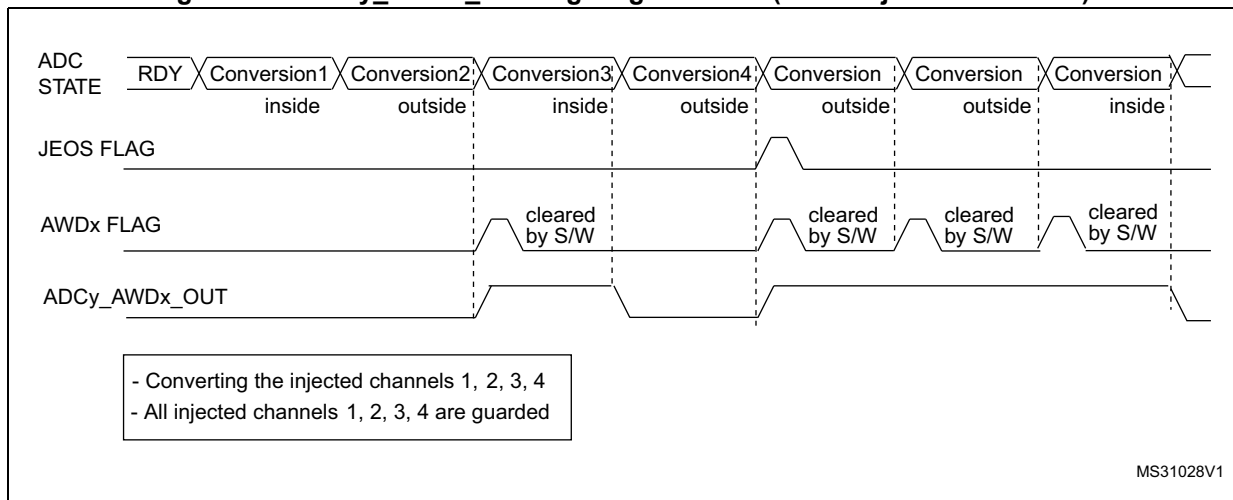 ADC
STATE
RDY Conversion1 Conversion2 Conversion3 Conversion4 Conversion Conversion Conversion
inside outside inside outside outside outside inside
JEOS FLAG
AWDx FLAG
cleared by S/W
cleared by S/W
cleared by S/W
cleared by S/W
ADCy_AWDx_OUT
- Converting the injected channels 1, 2, 3, 4
- All injected channels 1, 2, 3, 4 are guarded
MS31028V1